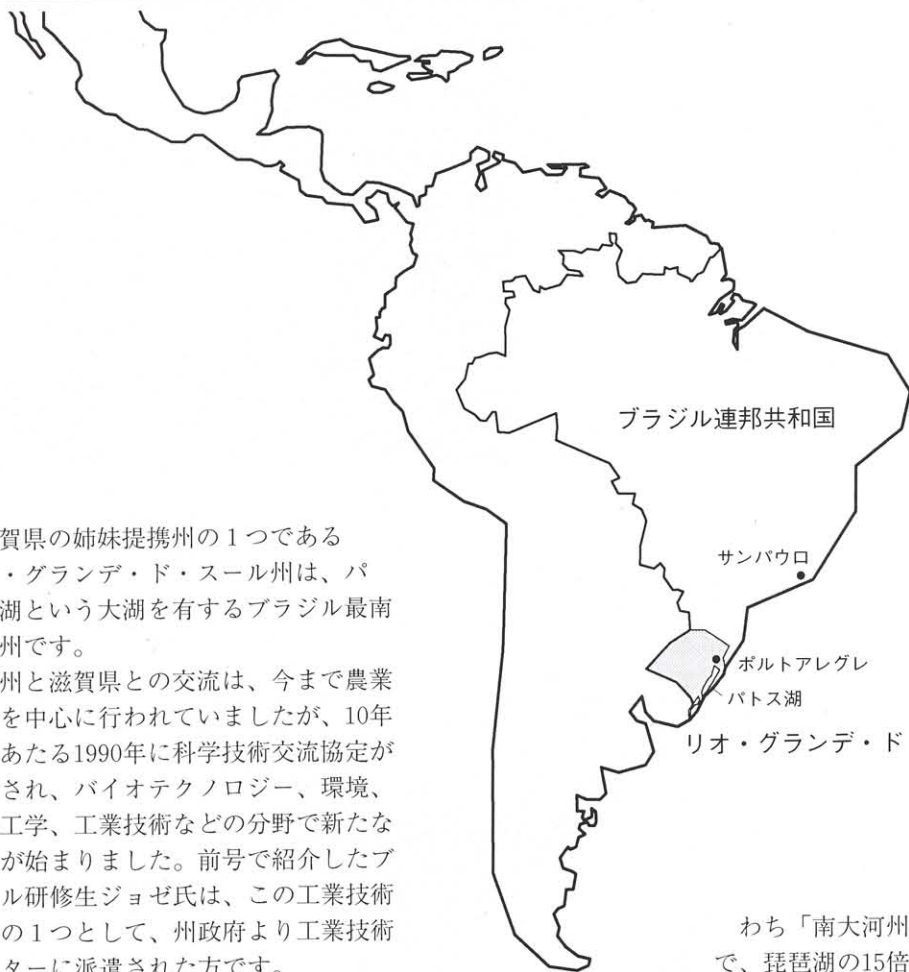 ブラジル連邦共和国
サンパウロ
ポルトアレグレ
パトス湖
リオ・グランデ・ド
賀県の姉妹提携州の1つである
・グランデ・ド・スール州は、パ
湖という大湖を有するブラジル最南
州です。
州と滋賀県との交流は、今まで農業
を中心に行われていましたが、10年
あたる1990年に科学技術交流協定が
され、バイオテクノロジー、環境、
工学、工業技術などの分野で新たな
が始まりました。前号で紹介したブ
ル研修生ジョゼ氏は、この工業技術
の1つとして、州政府より工業技術
ターに派遣された方です。
わち「南大河州
で、琵琶湖の15倍